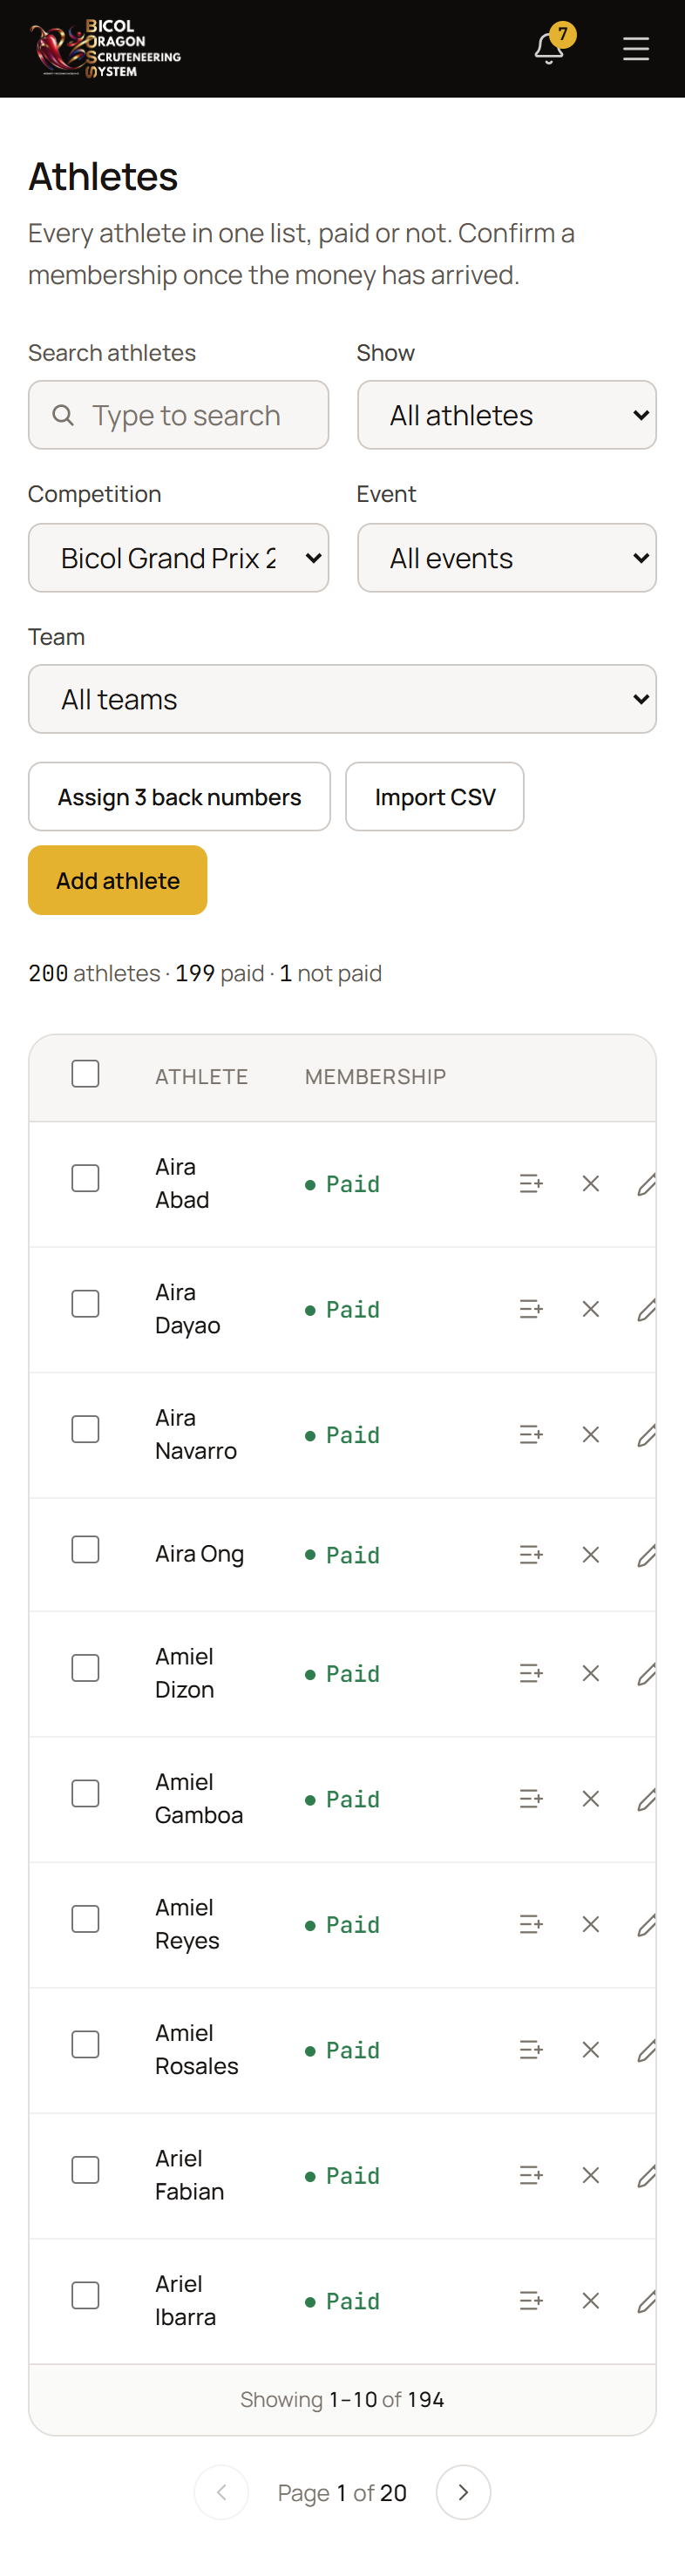 BICOL
DRAGON
SCRUTENEERING
SYSTEM
7
Athletes
Every athlete in one list, paid or not. Confirm a
membership once the money has arrived.
Search athletes
Show
Type to search
All athletes
Competition
Event
Bicol Grand Prix 2
All events
Team
All teams
Assign 3 back numbers
Import CSV
Add athlete
200 athletes · 199 paid · 1 not paid
ATHLETE
MEMBERSHIP
Aira
Abad
Paid
Aira
Dayao
Paid
Aira
Navarro
Paid
Aira Ong
Paid
Amiel
Dizon
Paid
Amiel
Gamboa
Paid
Amiel
Reyes
Paid
Amiel
Rosales
Paid
Ariel
Fabian
Paid
Ariel
Ibarra
Paid
Showing 1–10 of 194
Page 1 of 20